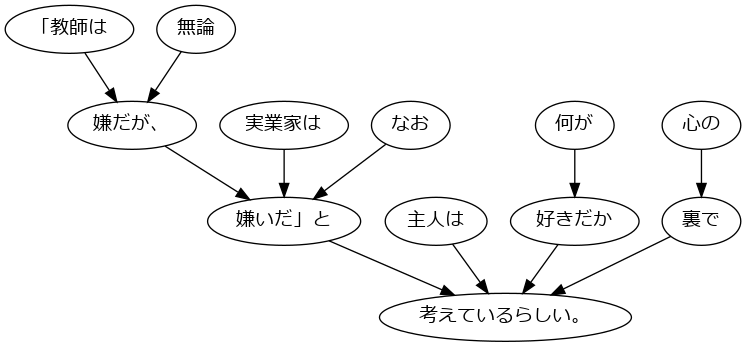 「教師は
無論
嫌だが、
実業家は
なお
何が
心の
嫌いだ」と
主人は
好きだか
裏で
考えているらしい。